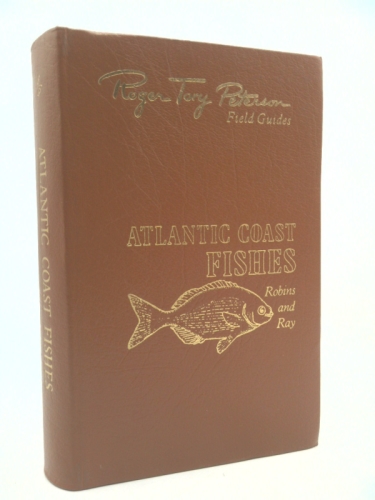 Roger Tory Peterson
Field Guides
ATLANTIC COAST
FISHES
Robins
and
Ray
ATLANTIC COAST FISHES